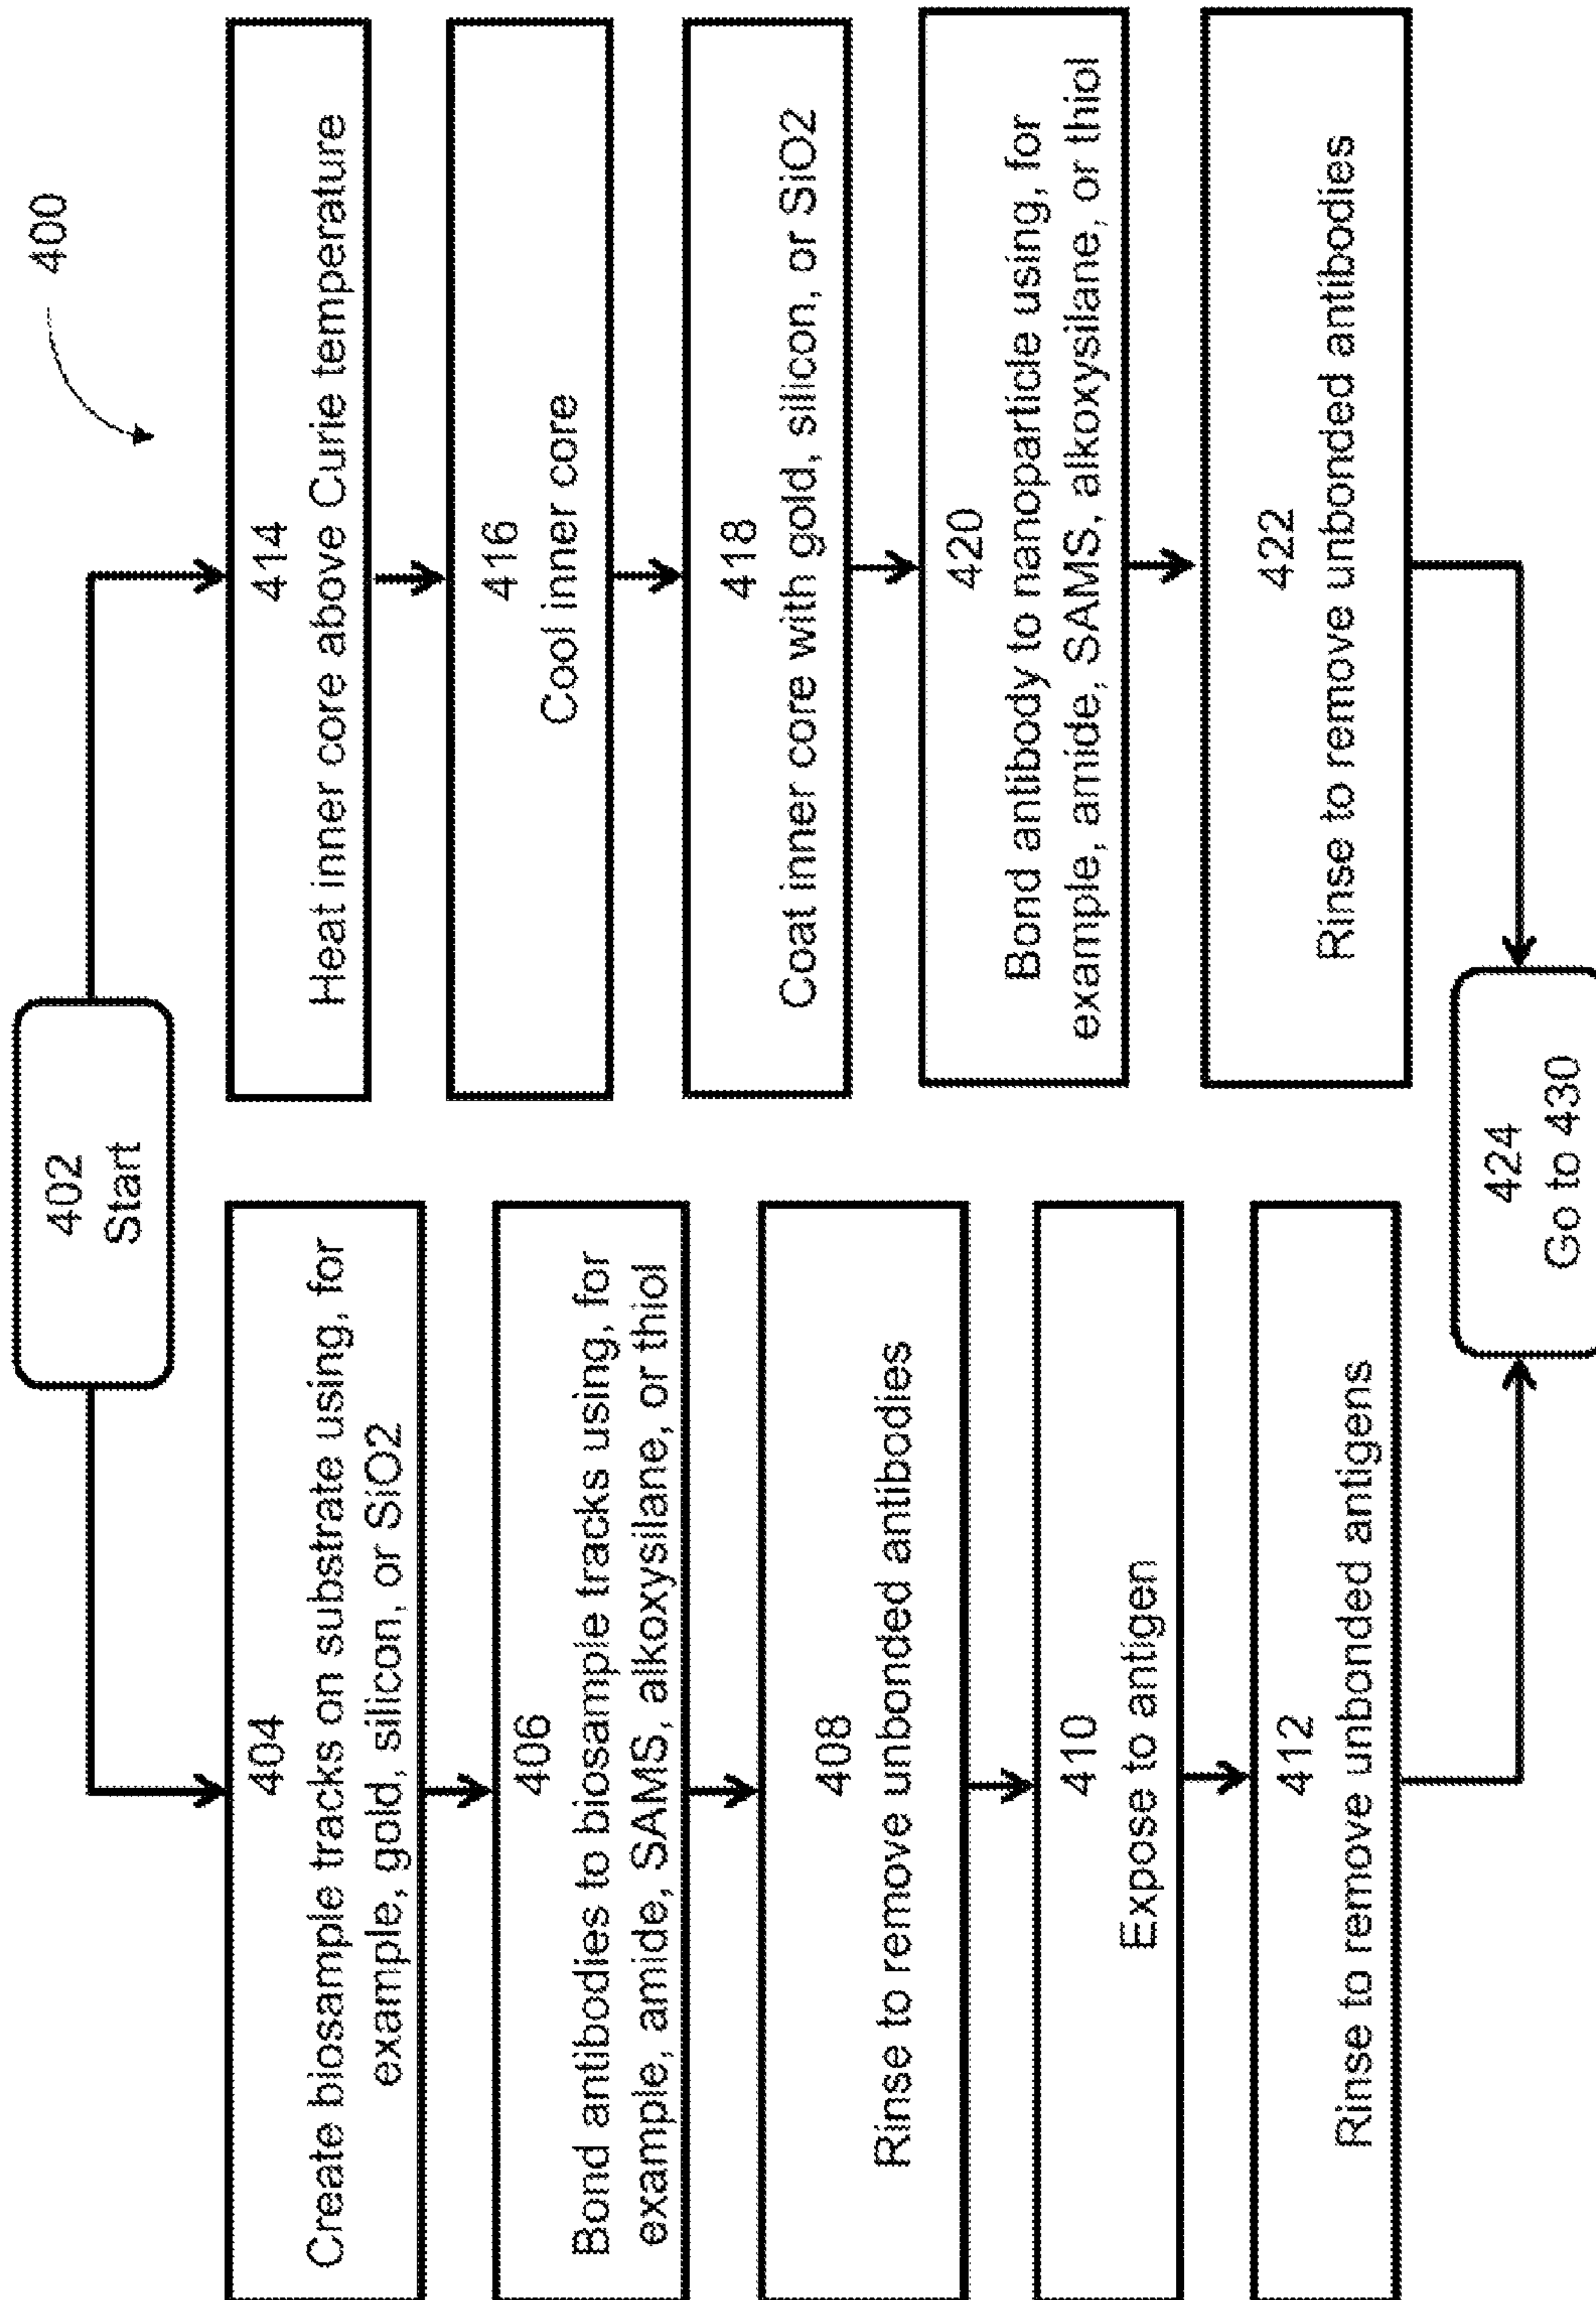 400
402
Start
404
Create biosample tracks on substrate using, for
example, gold, silicon, or SiO2
406
Bond antibodies to biosample tracks using, for
example, amide, SAMS, alkoxysilane, or thiol
408
Rinse to remove unbonded antibodies
410
Expose to antigen
412
Rinse to remove unbonded antigens
414
Heat inner core above Curie temperature
416
Cool inner core
418
Coat inner core with gold, silicon, or SiO2
420
Bond antibody to nanoparticle using, for
example, amide, SAMS, alkoxysilane, or thiol
422
Rinse to remove unbonded antibodies
424
Go to 430